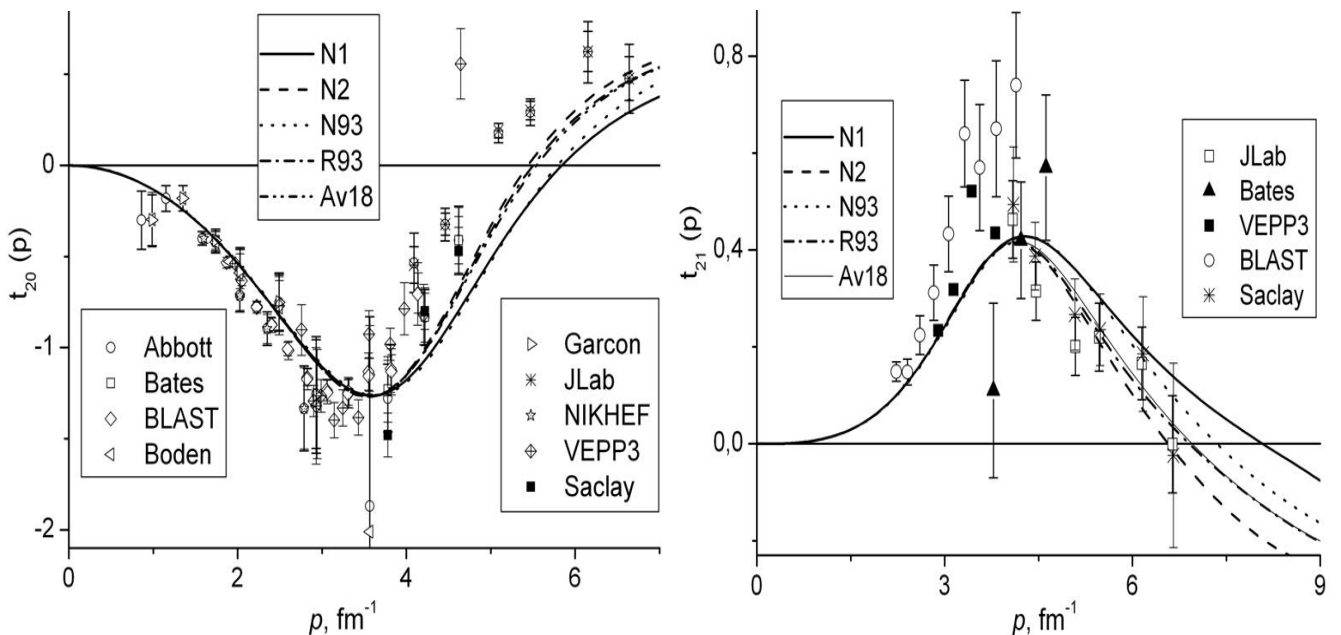 N1
N2
N93
R93
Av18
0
-1
-2
t20 (p)
Abbott
Bates
BLAST
Boden
Garcon
JLab
NIKHEF
VEPP3
Saclay
0 2 4 6
p, fm-1
0,8
0,4
0,0
t21 (p)
N1
N2
N93
R93
Av18
JLab
Bates
VEPP3
BLAST
Saclay
0 3 6 9
p, fm-1